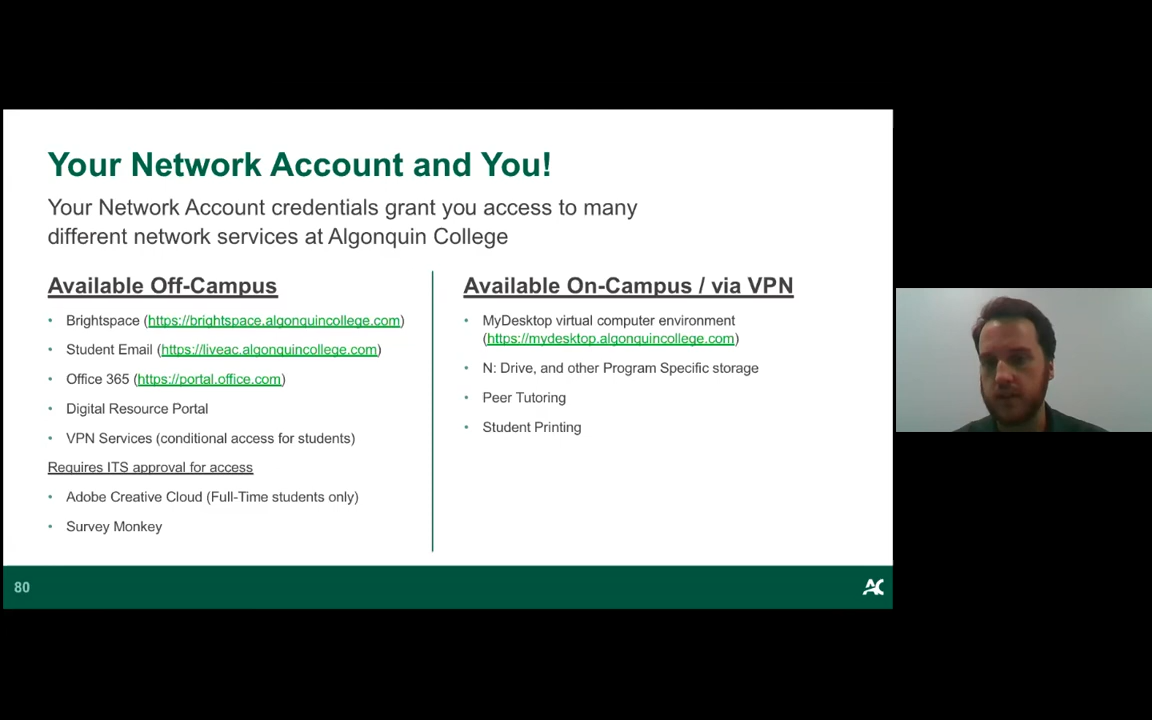 Your Network Account and You!
Your Network Account credentials grant you access to many
different network services at Algonquin College
Available Off-Campus
• Brightspace (https://brightspace.algonquincollege.com)
• Student Email (https://liveac.algonquincollege.com)
• Office 365 (https://portal.office.com)
• Digital Resource Portal
• VPN Services (conditional access for students)
Requires ITS approval for access
• Adobe Creative Cloud (Full-Time students only)
• Survey Monkey
Available On-Campus / via VPN
• MyDesktop virtual computer environment
(https://mydesktop.algonquincollege.com)
• N: Drive, and other Program Specific storage
• Peer Tutoring
• Student Printing
80
AC